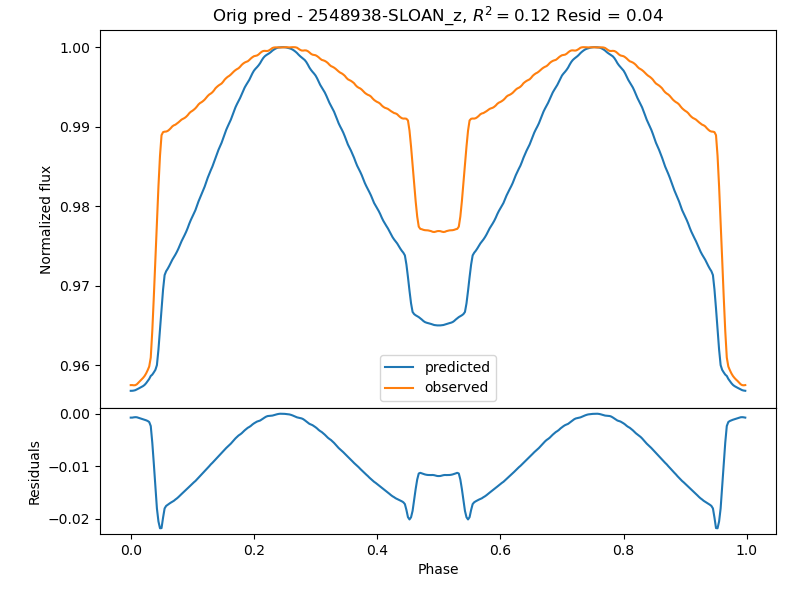 Orig pred - 2548938-SLOAN_z, R² = 0.12 Resid = 0.04
Normalized flux
1.00
0.99
0.98
0.97
0.96
predicted
observed
Residuals
0.00
−0.01
−0.02
0.0 0.2 0.4 0.6 0.8 1.0
Phase